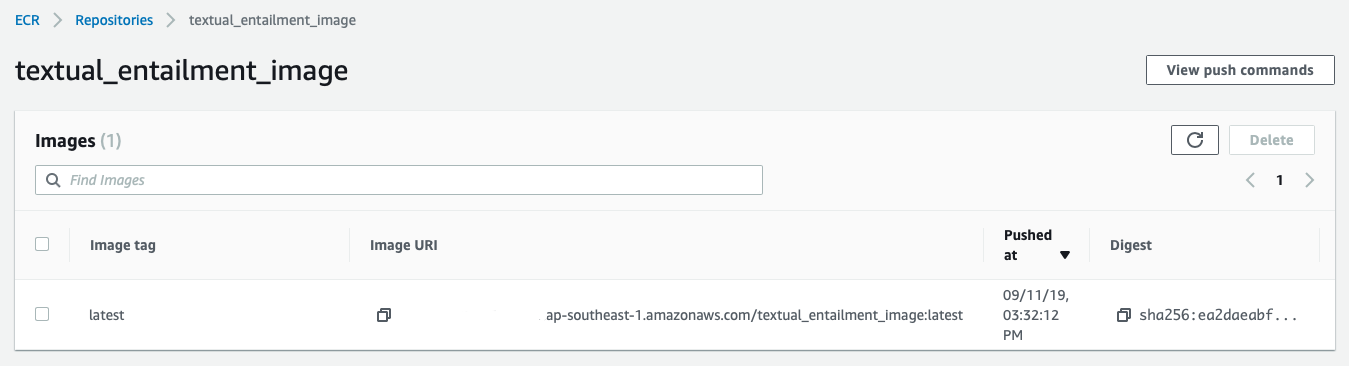 ECR Repositories textual_entailment_image
textual_entailment_image
View push commands
Images (1)
Delete
Find Images
1
Image tag Image URI Pushed at Digest
latest ap-southeast-1.amazonaws.com/textual_entailment_image:latest 09/11/19, 03:32:12 PM sha256:ea2daeabf...